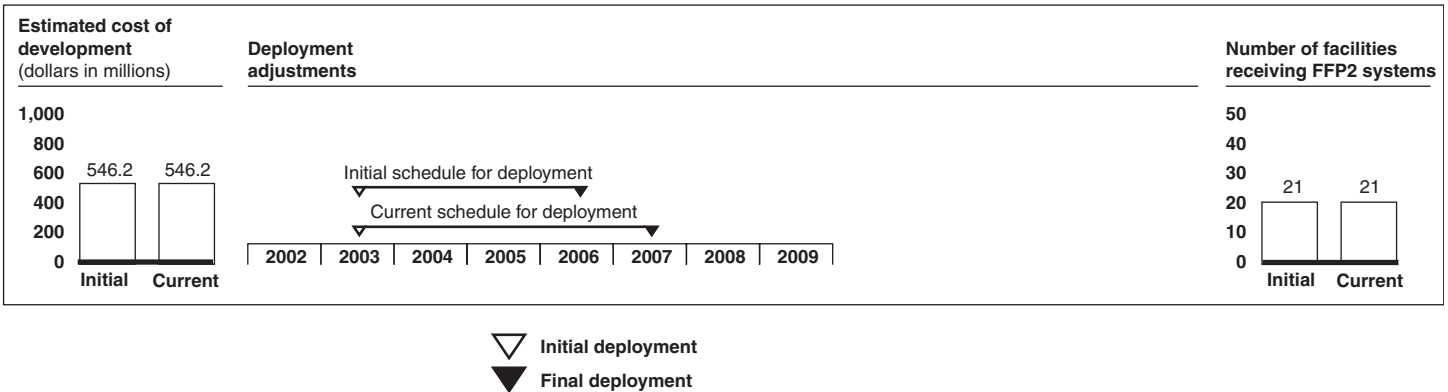 Estimated cost of
development
(dollars in millions)
1,000
800
600
400
200
0
546.2 546.2
Initial Current
Deployment
adjustments
Initial schedule for deployment
Current schedule for deployment
2002 2003 2004 2005 2006 2007 2008 2009
Number of facilities
receiving FFP2 systems
50
40
30
20
10
0
21 21
Initial Current
Initial deployment
Final deployment